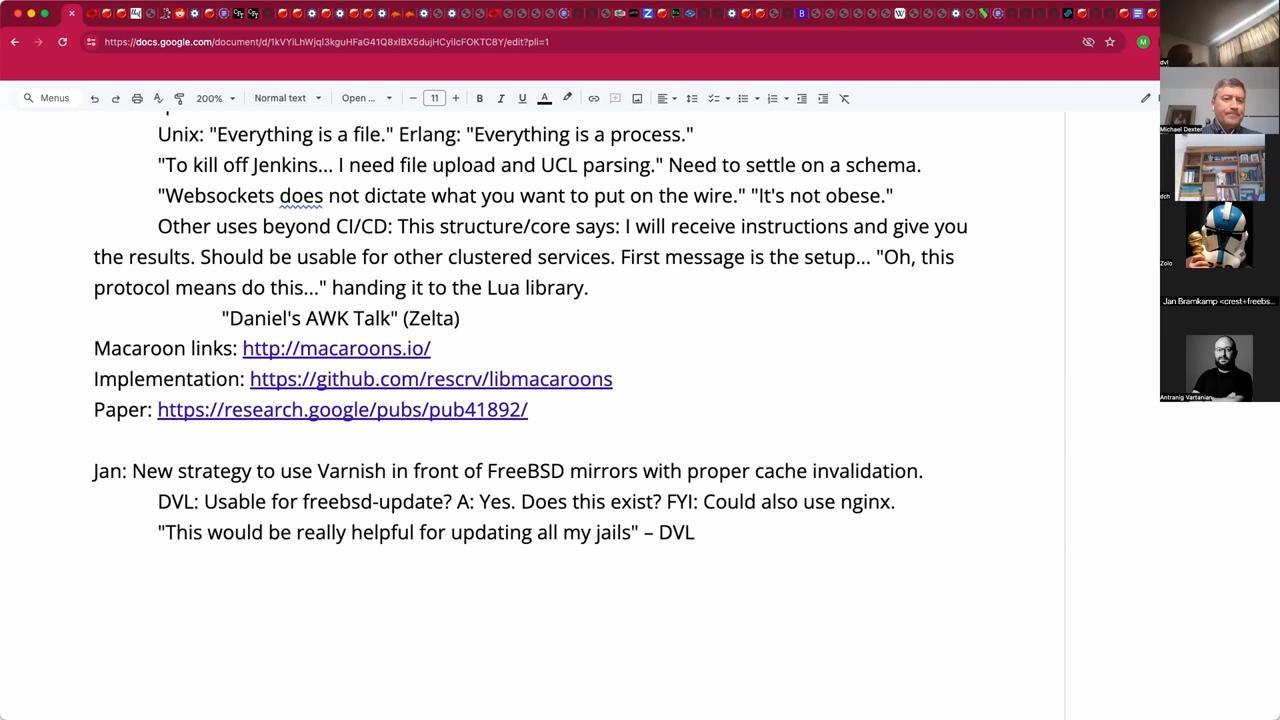 https://docs.google.com/document/d/1kVYiLhWjqI3kguHFaG41Q8xlBX5dujHCyilcFOKTC8Y/edit?pli=1
M
Menus
200%
Normal text
Open ...
11
Unix: "Everything is a file." Erlang: "Everything is a process."
"To kill off Jenkins... I need file upload and UCL parsing." Need to settle on a schema.
"Websockets does not dictate what you want to put on the wire." "It's not obese."
Other uses beyond CI/CD: This structure/core says: I will receive instructions and give you
the results. Should be usable for other clustered services. First message is the setup... "Oh, this
protocol means do this..." handing it to the Lua library.
"Daniel's AWK Talk" (Zelta)
Macaroon links: http://macaroons.io/
Implementation: https://github.com/rescrv/libmacaroons
Paper: https://research.google/pubs/pub41892/
Jan: New strategy to use Varnish in front of FreeBSD mirrors with proper cache invalidation.
DVL: Usable for freebsd-update? A: Yes. Does this exist? FYI: Could also use nginx.
"This would be really helpful for updating all my jails" – DVL
dvl
Michael Dexter
dch
Zolo
Jan Bramkamp <crest+freebs...
Antranig Vartanian